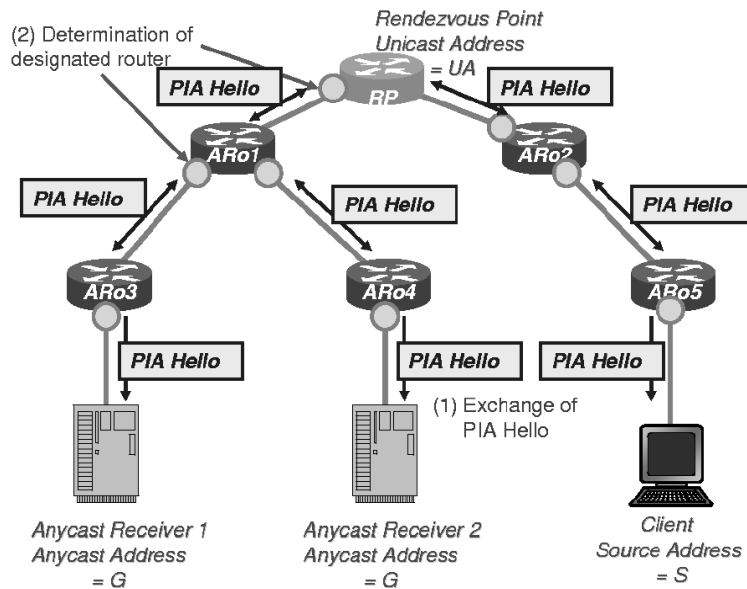 (2) Determination of
designated router
Rendezvous Point
Unicast Address
= UA
PIA Hello
RP
PIA Hello
ARo1
ARo2
PIA Hello
PIA Hello
PIA Hello
ARo3
ARo4
ARo5
PIA Hello
PIA Hello
PIA Hello
(1) Exchange of
PIA Hello
Anycast Receiver 1
Anycast Address
= G
Anycast Receiver 2
Anycast Address
= G
Client
Source Address
= S